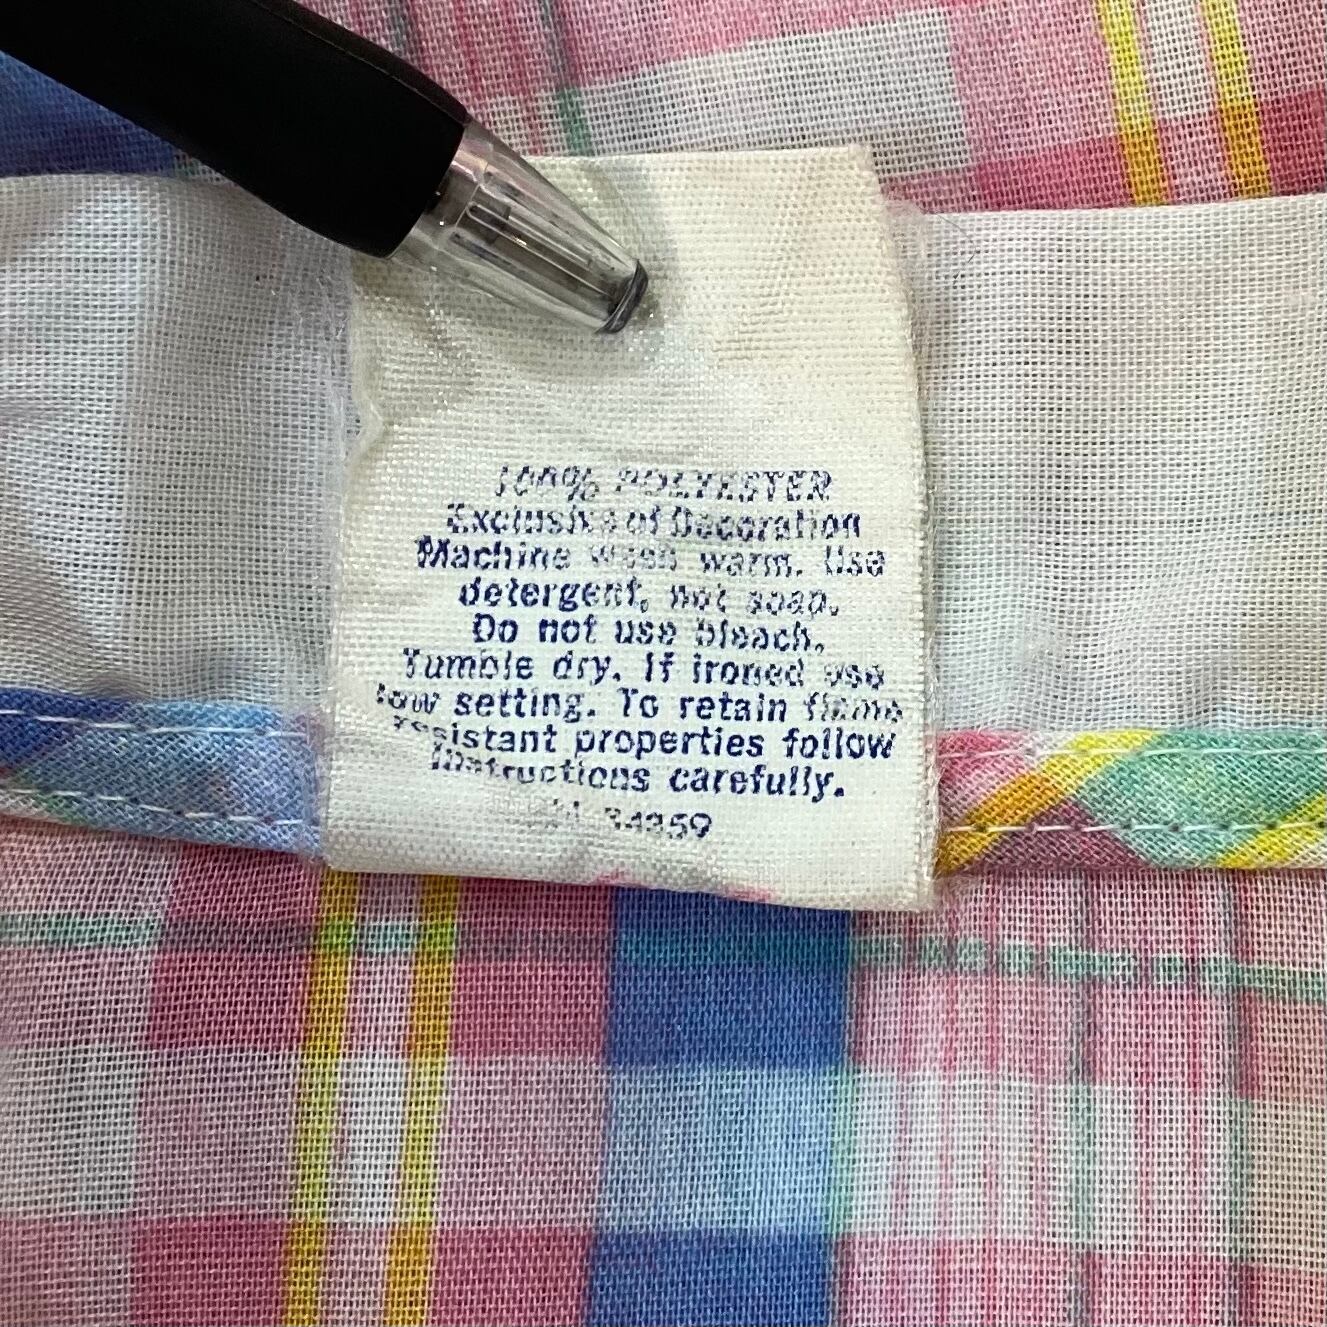 100% POLYESTER
Exclusive of Decoration
Machine wash warm. Use
detergent, not soap.
Do not use bleach.
Tumble dry. If ironed use
low setting. To retain flame
resistant properties follow
instructions carefully.
34359